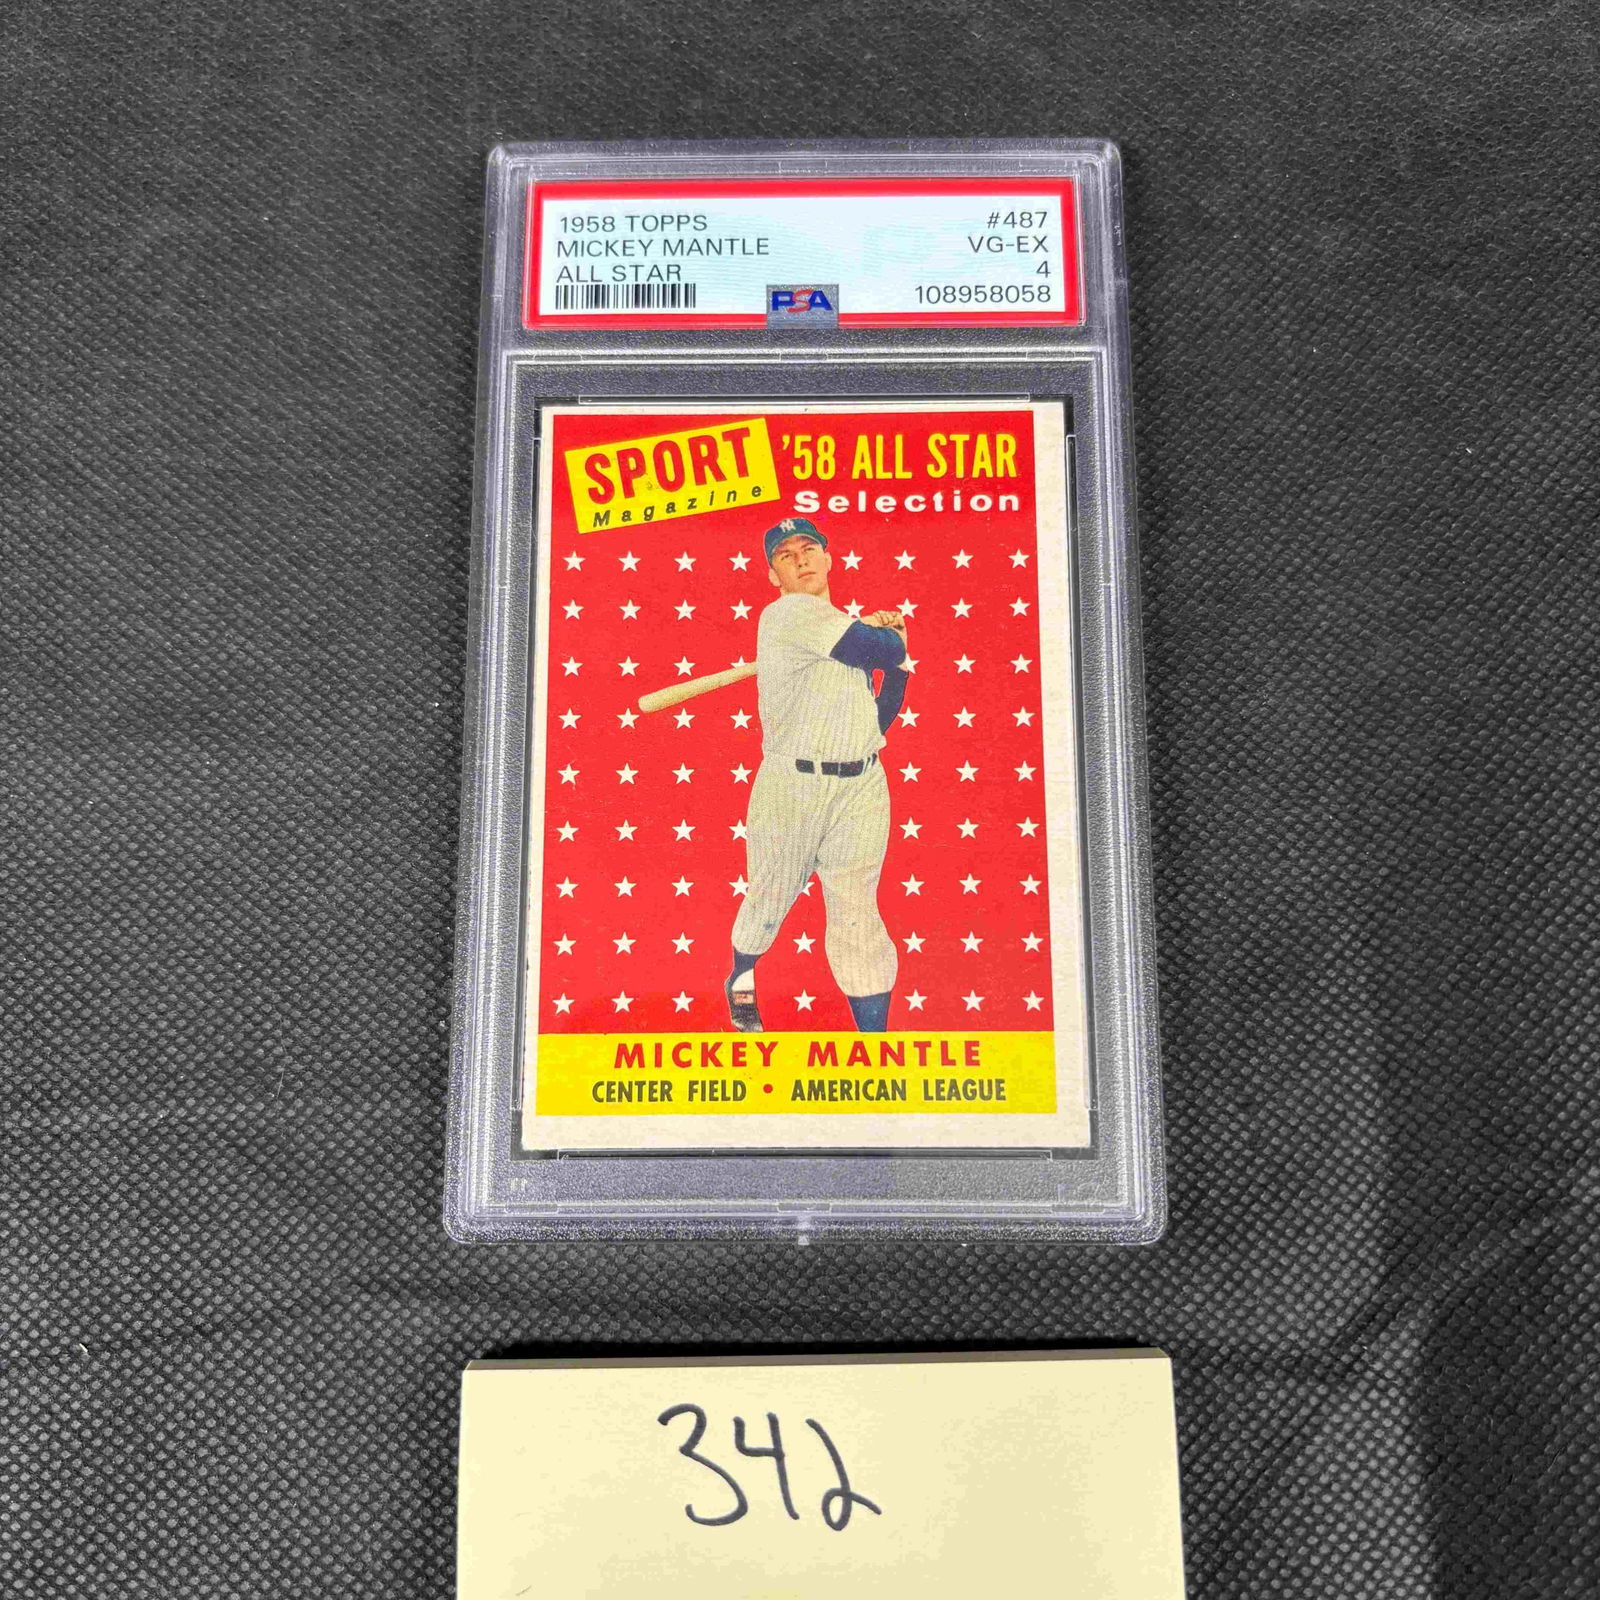 1958 TOPPS #487
MICKEY MANTLE VG-EX
ALL STAR 4
PSA 108958058
SPORT
Magazine
'58 ALL STAR
Selection
NY
MICKEY MANTLE
CENTER FIELD • AMERICAN LEAGUE
342